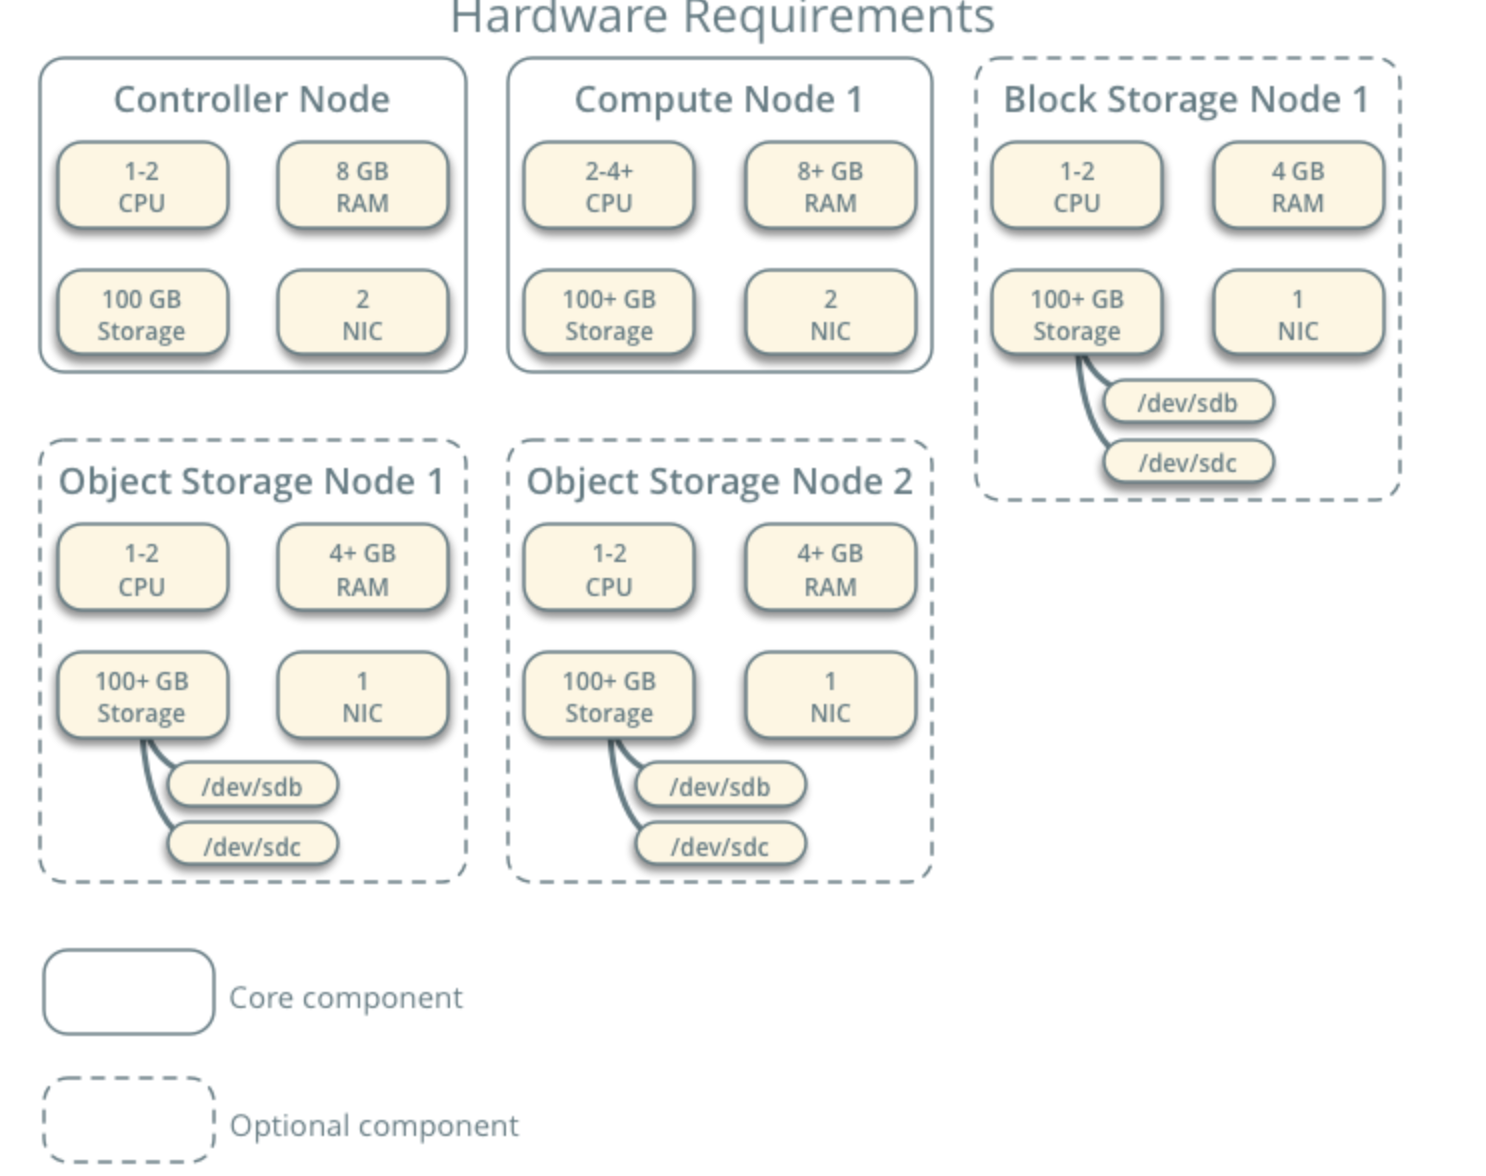 Hardware Requirements
Controller Node
1-2
CPU
8 GB
RAM
100 GB
Storage
2
NIC
Compute Node 1
2-4+
CPU
8+ GB
RAM
100+ GB
Storage
2
NIC
Block Storage Node 1
1-2
CPU
4 GB
RAM
100+ GB
Storage
1
NIC
/dev/sdb
/dev/sdc
Object Storage Node 1
1-2
CPU
4+ GB
RAM
100+ GB
Storage
1
NIC
/dev/sdb
/dev/sdc
Object Storage Node 2
1-2
CPU
4+ GB
RAM
100+ GB
Storage
1
NIC
/dev/sdb
/dev/sdc
Core component
Optional component